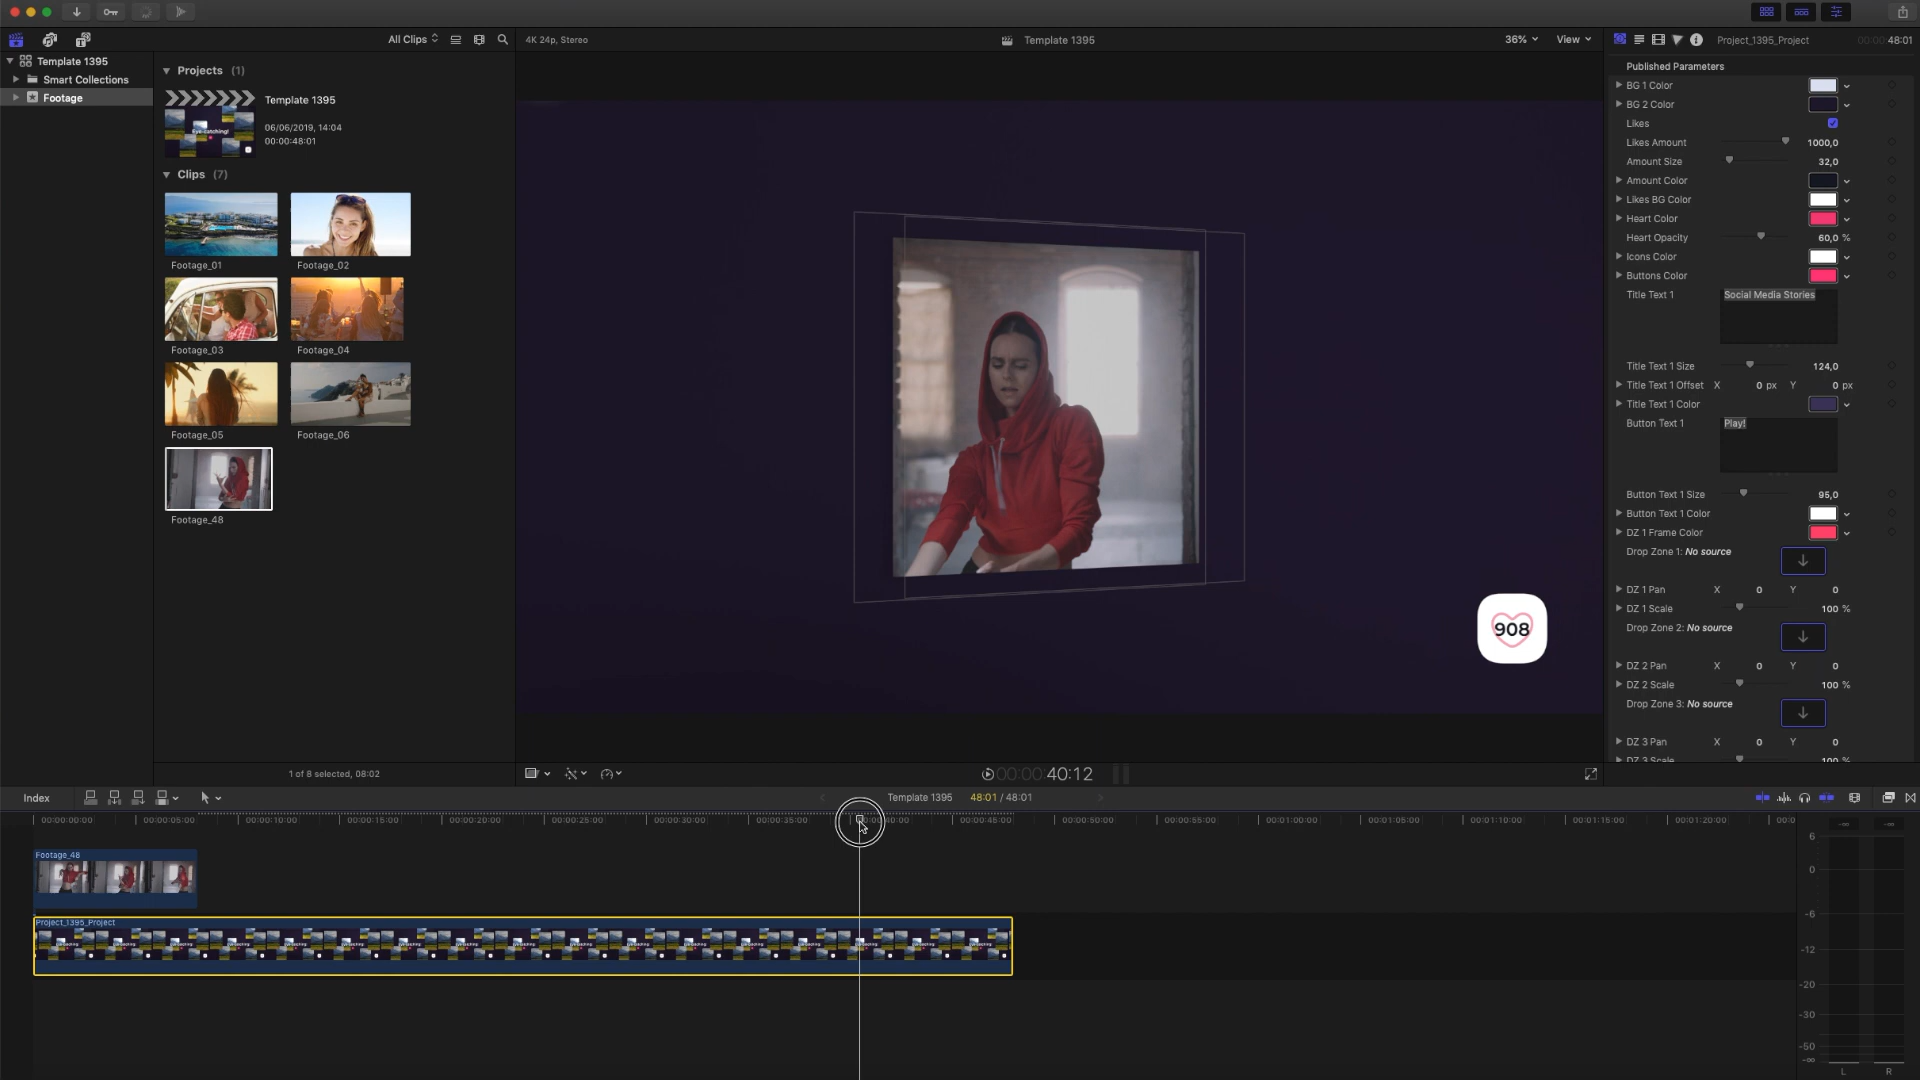 All Clips
4K 24p, Stereo
Template 1395
36%
View
Project_1395_Project
00:00:48:01
Template 1395
Smart Collections
Footage
Projects (1)
Template 1395
06/06/2019, 14:04
00:00:48:01
Clips (7)
Footage_01
Footage_02
Footage_03
Footage_04
Footage_05
Footage_06
Footage_48
1 of 8 selected, 08:02
908
00:00:40:12
Published Parameters
BG 1 Color
BG 2 Color
Likes
Likes Amount 1000,0
Amount Size 32,0
Amount Color
Likes BG Color
Heart Color
Heart Opacity 60,0 %
Icons Color
Buttons Color
Title Text 1 Social Media Stories
Title Text 1 Size 124,0
Title Text 1 Offset X 0 px Y 0 px
Title Text 1 Color
Button Text 1 Play!
Button Text 1 Size 95,0
Button Text 1 Color
DZ 1 Frame Color
Drop Zone 1: No source
DZ 1 Pan X 0 Y 0
DZ 1 Scale 100 %
Drop Zone 2: No source
DZ 2 Pan X 0 Y 0
DZ 2 Scale 100 %
Drop Zone 3: No source
DZ 3 Pan X 0 Y 0
DZ 3 Scale 100 %
Index
Template 1395
48:01 / 48:01
00:00:00:00 00:00:05:00 00:00:10:00 00:00:15:00 00:00:20:00 00:00:25:00 00:00:30:00 00:00:35:00 00:00:40:00 00:00:45:00 00:00:50:00 00:00:55:00 00:01:00:00 00:01:05:00 00:01:10:00 00:01:15:00 00:01:20:00
Footage_48
Project_1395_Project
6
0
-6
-12
-20
-30
-50
-∞
L R